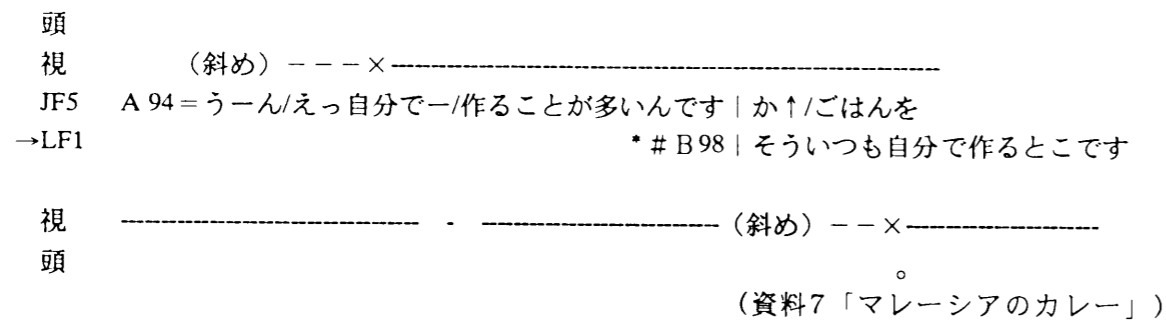 頭
視 （斜め）－－－×------------------------------------------------------------
JF5 A 94＝うーん/えっ自分でー/作ることが多いんです｜か↑/ごはんを
→LF1 *＃B98｜そういつも自分で作るとこです
視 --------------------------------- - --------------------------（斜め）－－×---------------------
頭 。
（資料7「マレーシアのカレー」）